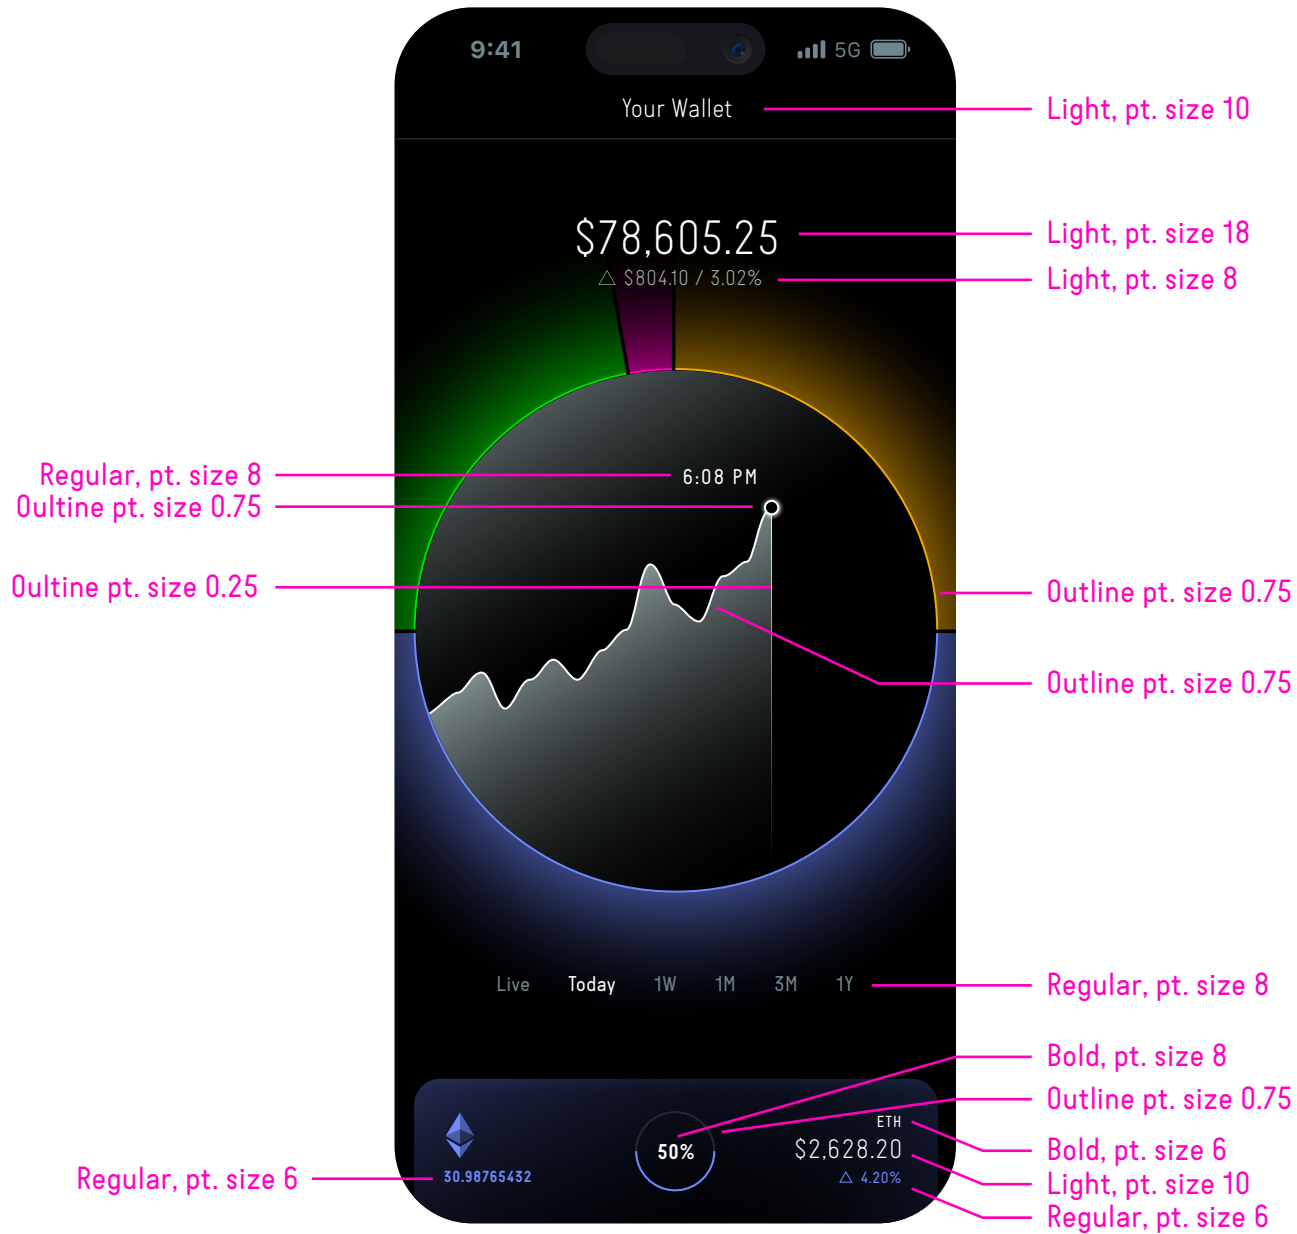 9:41
5G
Your Wallet
Light, pt. size 10
$78,605.25
Light, pt. size 18
△ $804.10 / 3.02%
Light, pt. size 8
Regular, pt. size 8
6:08 PM
Oultine pt. size 0.75
Oultine pt. size 0.25
Outline pt. size 0.75
Outline pt. size 0.75
Live Today 1W 1M 3M 1Y
Regular, pt. size 8
Bold, pt. size 8
Outline pt. size 0.75
ETH
Bold, pt. size 6
50%
$2,628.20
Light, pt. size 10
Regular, pt. size 6
30.98765432
△ 4.20%
Regular, pt. size 6